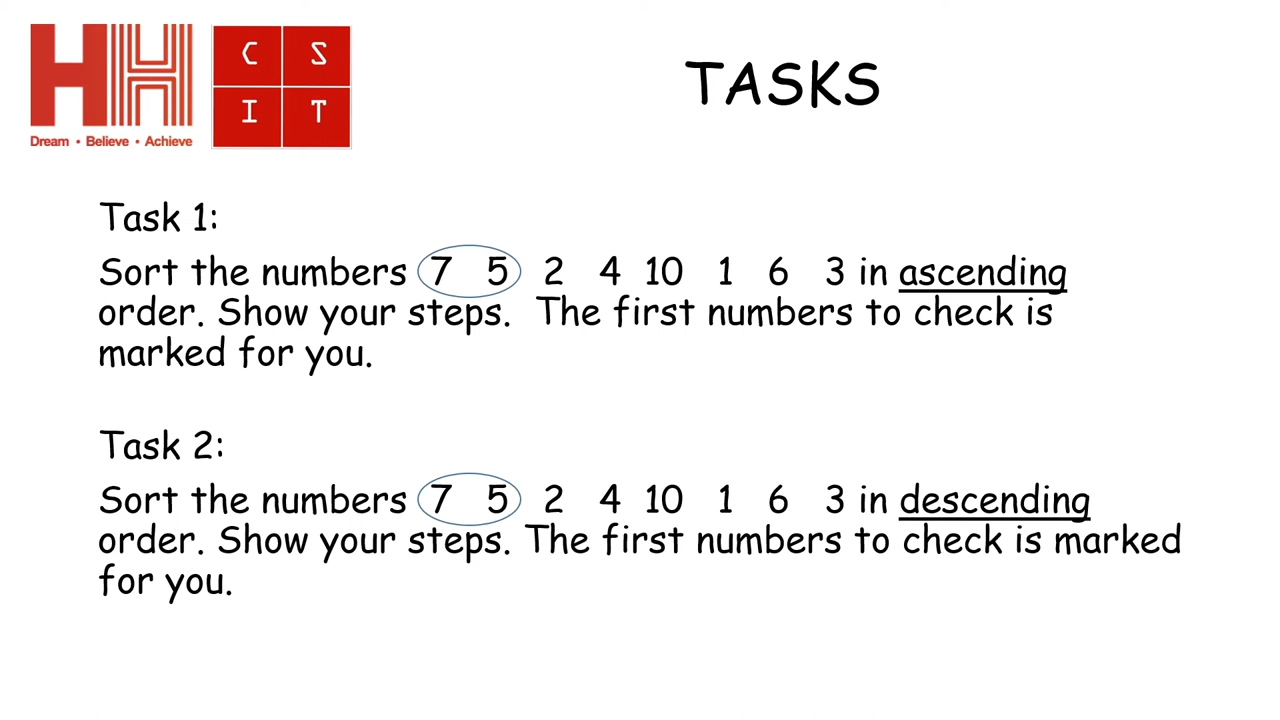 HH
Dream • Believe • Achieve
C S
I T
TASKS
Task 1:
Sort the numbers 7 5 2 4 10 1 6 3 in ascending
order. Show your steps. The first numbers to check is
marked for you.
Task 2:
Sort the numbers 7 5 2 4 10 1 6 3 in descending
order. Show your steps. The first numbers to check is marked
for you.